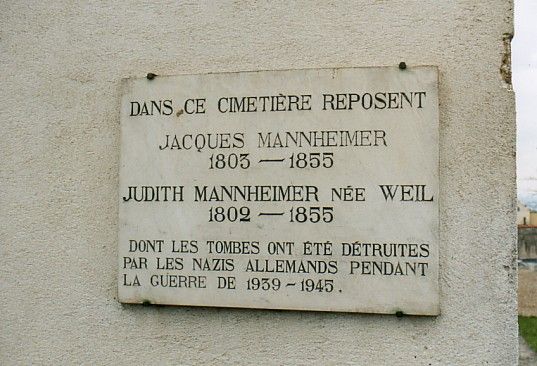 DANS CE CIMETIÈRE REPOSENT
JACQUES MANNHEIMER
1803 — 1855
JUDITH MANNHEIMER NÉE WEIL
1802 — 1855
DONT LES TOMBES ONT ÉTÉ DÉTRUITES
PAR LES NAZIS ALLEMANDS PENDANT
LA GUERRE DE 1939 - 1945.